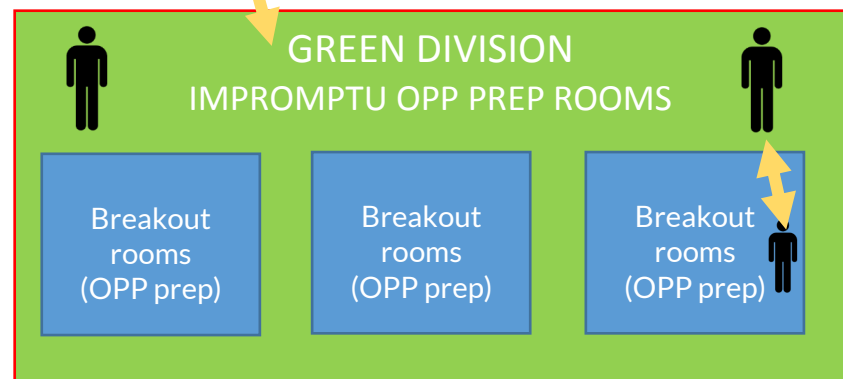 GREEN DIVISION
IMPROMPTU OPP PREP ROOMS
Breakout
rooms
(OPP prep)
Breakout
rooms
(OPP prep)
Breakout
rooms
(OPP prep)